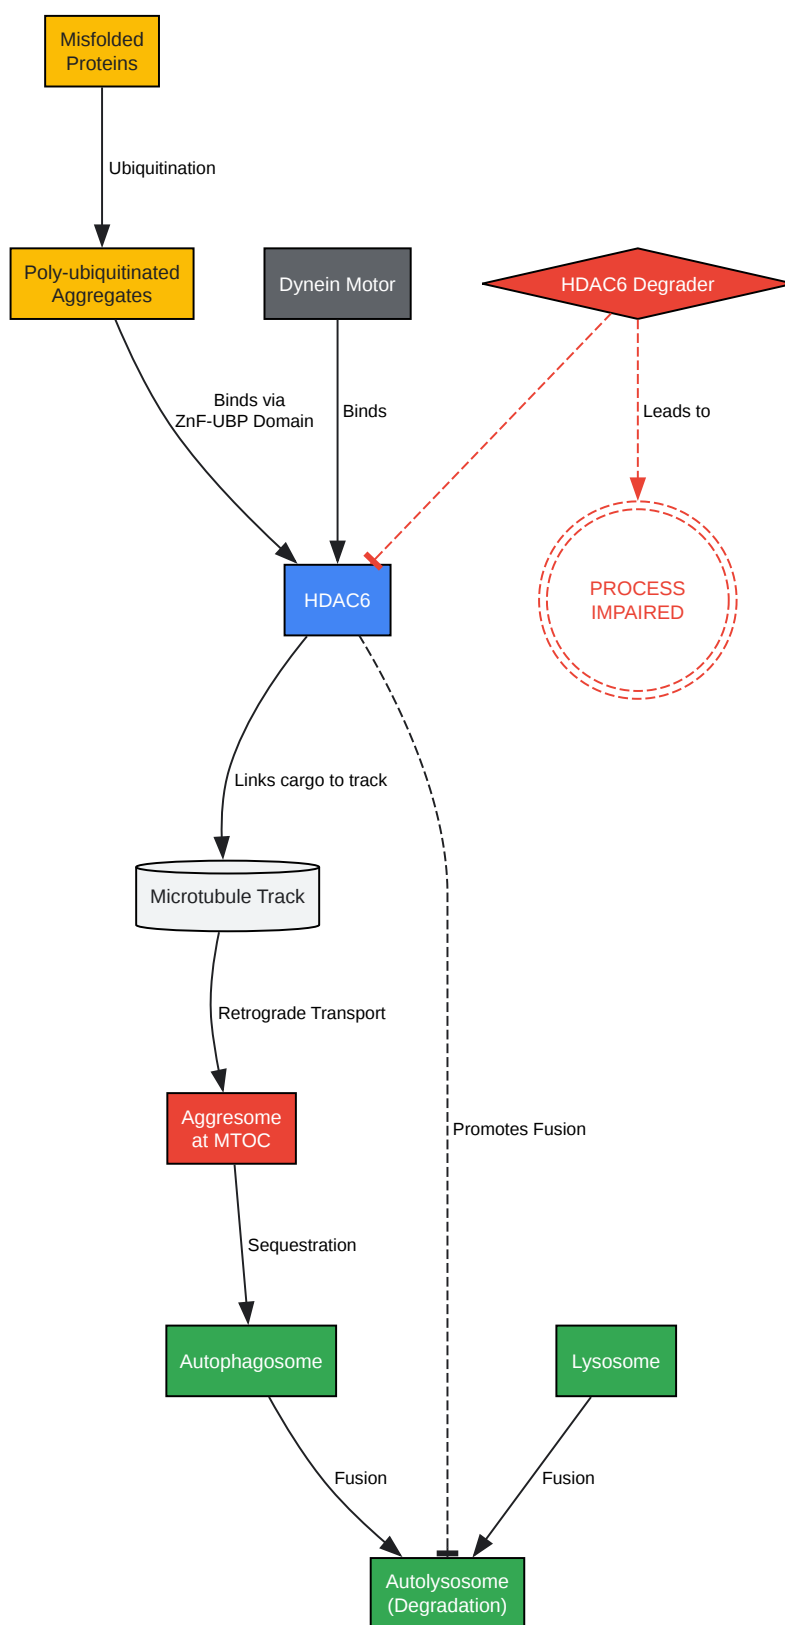 Misfolded
Proteins
Ubiquitination
Poly-ubiquitinated
Aggregates
Dynein Motor
HDAC6 Degrader
Binds via
ZnF-UBP Domain
Binds
Leads to
HDAC6
PROCESS
IMPAIRED
Links cargo to track
Microtubule Track
Retrograde Transport
Aggresome
at MTOC
Promotes Fusion
Sequestration
Autophagosome
Lysosome
Fusion
Fusion
Autolysosome
(Degradation)